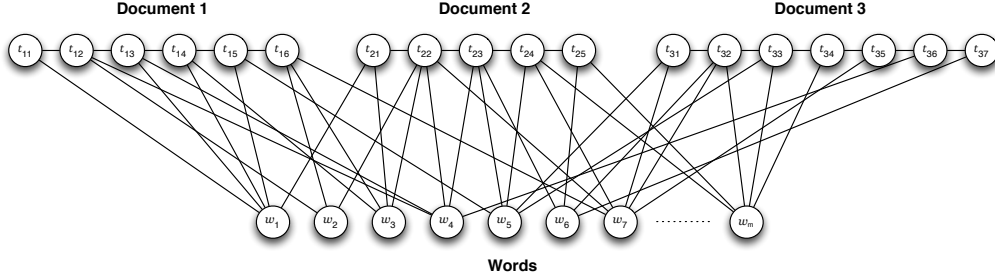 Document 1 Document 2 Document 3
t11 t12 t13 t14 t15 t16 t21 t22 t23 t24 t25 t31 t32 t33 t34 t35 t36 t37
w1 w2 w3 w4 w5 w6 w7 ........... wm
Words